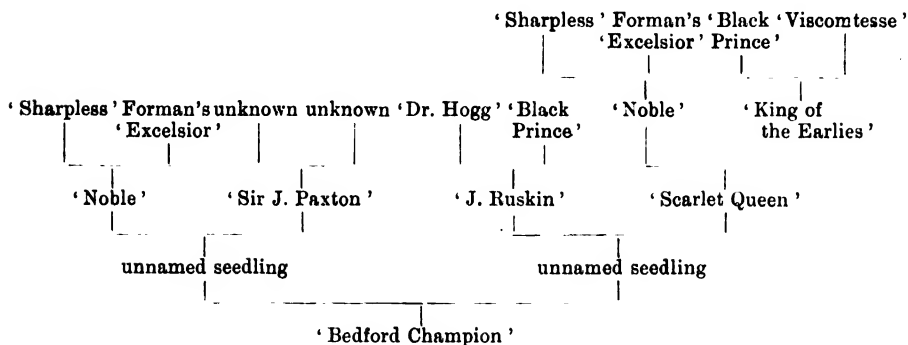 ‘ Sharpless ’ Forman’s ‘ Black ‘ Viscomtesse ’
‘ Excelsior ’ Prince ’
‘ Sharpless ’ Forman’s unknown unknown ‘ Dr. Hogg ’ ‘ Black ‘ Noble ’ ‘ King of
‘ Excelsior ’ Prince ’ the Earlies ’
‘ Noble ’ ‘ Sir J. Paxton ’ ‘ J. Ruskin ’ ‘ Scarlet Queen ’
unnamed seedling unnamed seedling
‘ Bedford Champion ’